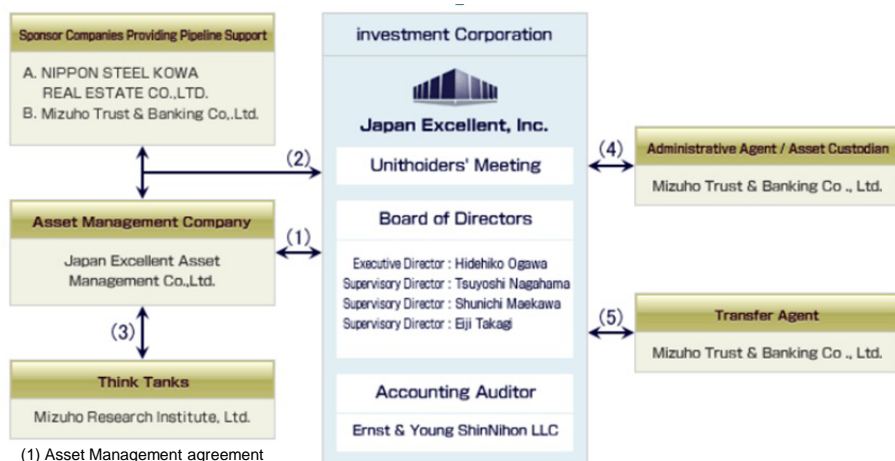 Sponsor Companies Providing Pipeline Support
A. NIPPON STEEL KOWA
REAL ESTATE CO.,LTD.
B. Mizuho Trust & Banking Co,.Ltd.
(2)
Asset Management Company
Japan Excellent Asset
Management Co.,Ltd.
(1)
(3)
Think Tanks
Mizuho Research Institute, Ltd.
(1) Asset Management agreement
investment Corporation
Japan Excellent, Inc.
Unithoiders' Meeting
Board of Directors
Executive Director : Hidehiko Ogawa
Supervisory Director : Tsuyoshi Nagahama
Supervisory Director : Shunichi Maekawa
Supervisory Director : Eiji Takagi
Accounting Auditor
Ernst & Young ShinNihon LLC
(4)
Administrative Agent / Asset Custodian
Mizuho Trust & Banking Co ., Ltd.
(5)
Transfer Agent
Mizuho Trust & Banking Co ., Ltd.